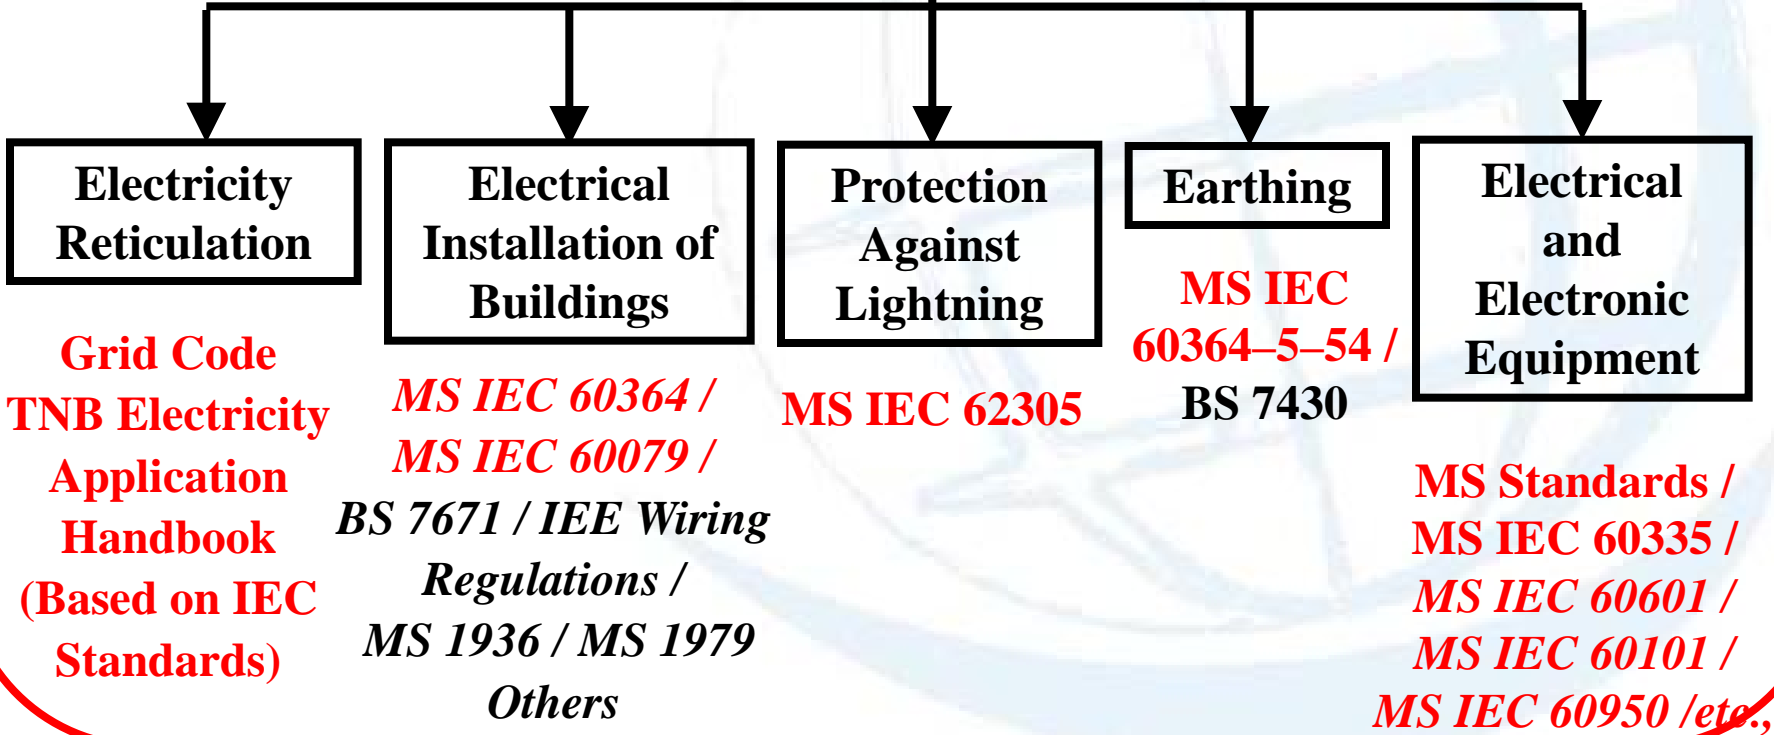 Electricity
Reticulation
Grid Code
TNB Electricity
Application
Handbook
(Based on IEC
Standards)
Electrical
Installation of
Buildings
MS IEC 60364 /
MS IEC 60079 /
BS 7671 / IEE Wiring
Regulations /
MS 1936 / MS 1979
Others
Protection
Against
Lightning
MS IEC 62305
Earthing
MS IEC
60364–5–54 /
BS 7430
Electrical
and
Electronic
Equipment
MS Standards /
MS IEC 60335 /
MS IEC 60601 /
MS IEC 60101 /
MS IEC 60950 /etc.,